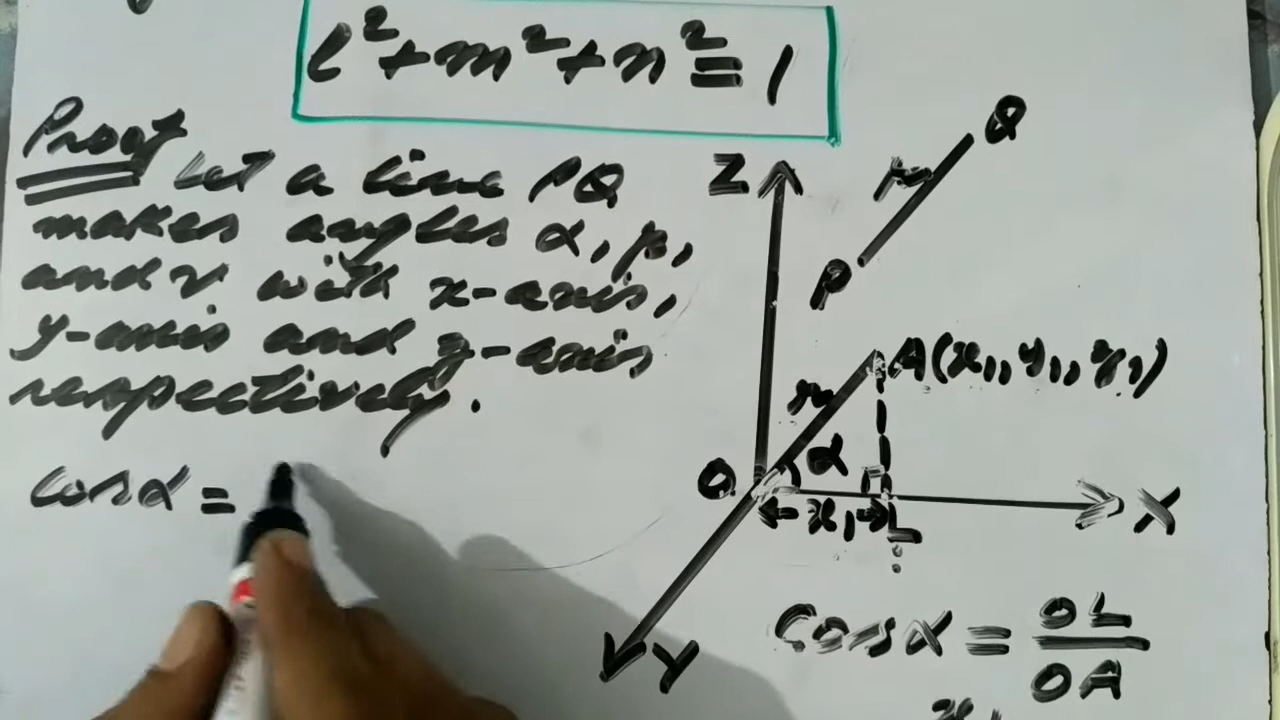 l²+m²+n²=1
Proof Let a line PQ
makes angles α, β,
and γ with x-axis,
y-axis and z-axis
respectively.
cosα =
Z
Q
r
P
A(x₁, y₁, z₁)
r
α
O
x₁
L
X
Y
Cosα = OL
OA
x₁